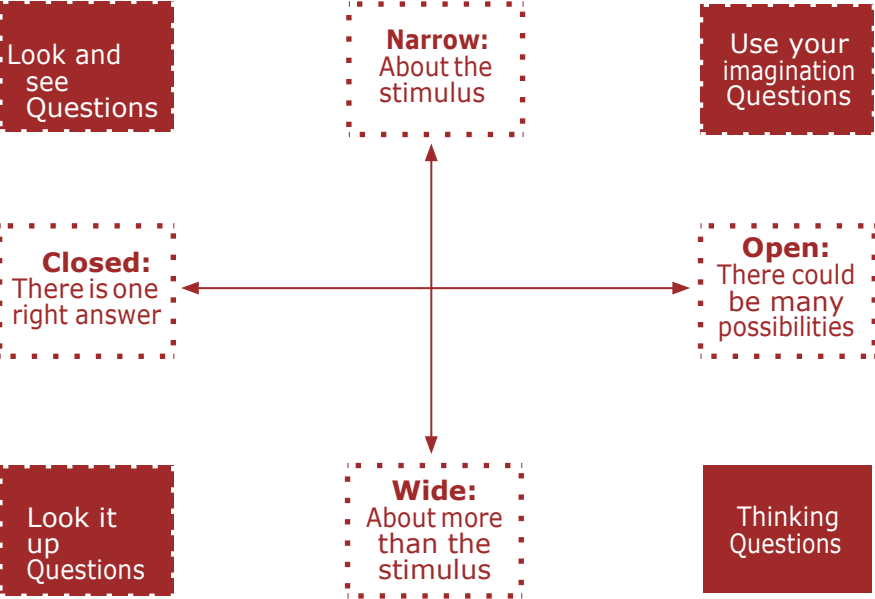 Look and
see
Questions
Narrow:
About the
stimulus
Use your
imagination
Questions
Closed:
There is one
right answer
Open:
There could
be many
possibilities
Look it
up
Questions
Wide:
About more
than the
stimulus
Thinking
Questions